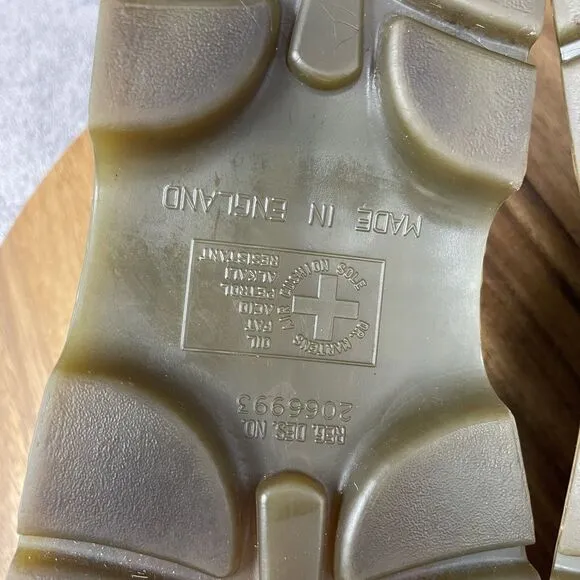 REG. DES. NO.
2066993
OIL
FAT
ACID
PETROL
ALKALI
RESISTANT
DR. MARTENS
AIR CUSHION SOLE
MADE IN ENGLAND